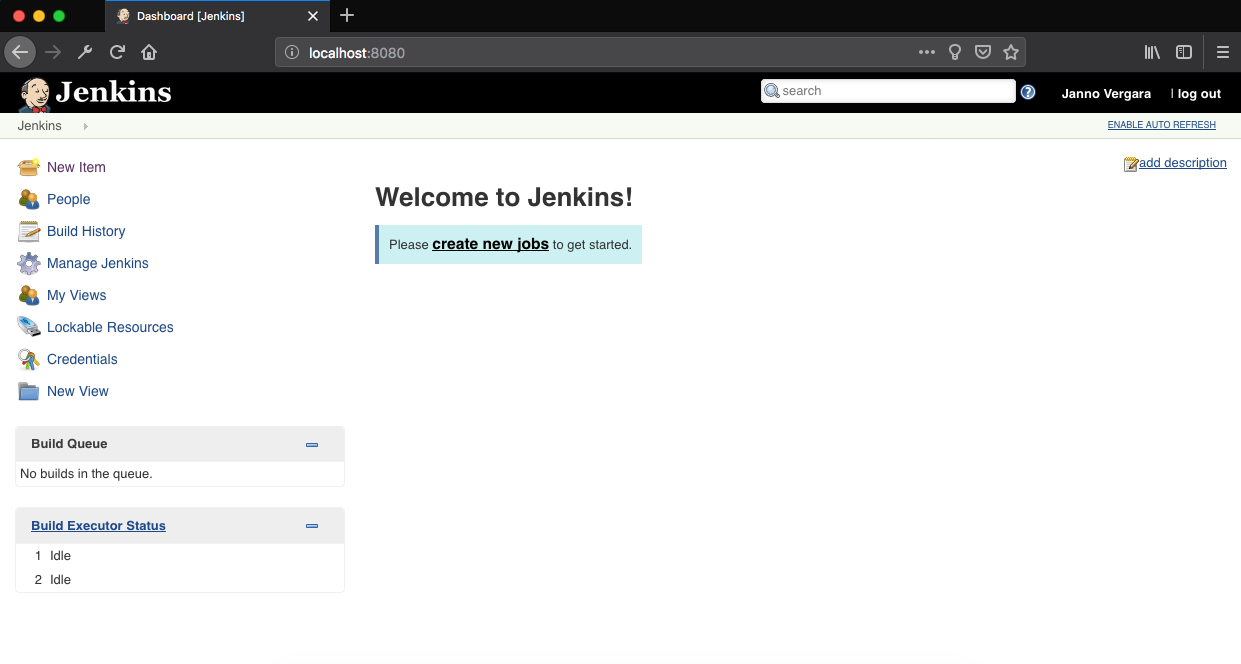 Dashboard [Jenkins]
localhost:8080
Jenkins
search
Janno Vergara
| log out
Jenkins
ENABLE AUTO REFRESH
New Item
People
Build History
Manage Jenkins
My Views
Lockable Resources
Credentials
New View
add description
Welcome to Jenkins!
Please create new jobs to get started.
Build Queue
No builds in the queue.
Build Executor Status
1 Idle
2 Idle